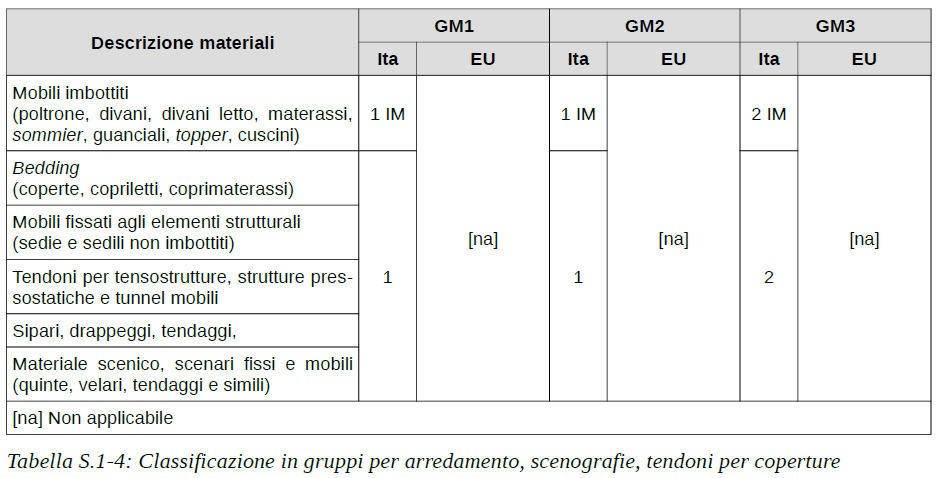 Descrizione materiali GM1 GM2 GM3
Ita EU Ita EU Ita EU
Mobili imbottiti
(poltrone, divani, divani letto, materassi, 1 IM 1 IM 2 IM
sommier, guanciali, topper, cuscini)
Bedding
(coperte, copriletti, coprimaterassi)
Mobili fissati agli elementi strutturali
(sedie e sedili non imbottiti) [na] [na] [na]
Tendoni per tensostrutture, strutture pres-
sostatiche e tunnel mobili 1 1 2
Sipari, drappeggi, tendaggi,
Materiale scenico, scenari fissi e mobili
(quinte, velari, tendaggi e simili)
[na] Non applicabile
Tabella S.1-4: Classificazione in gruppi per arredamento, scenografie, tendoni per coperture